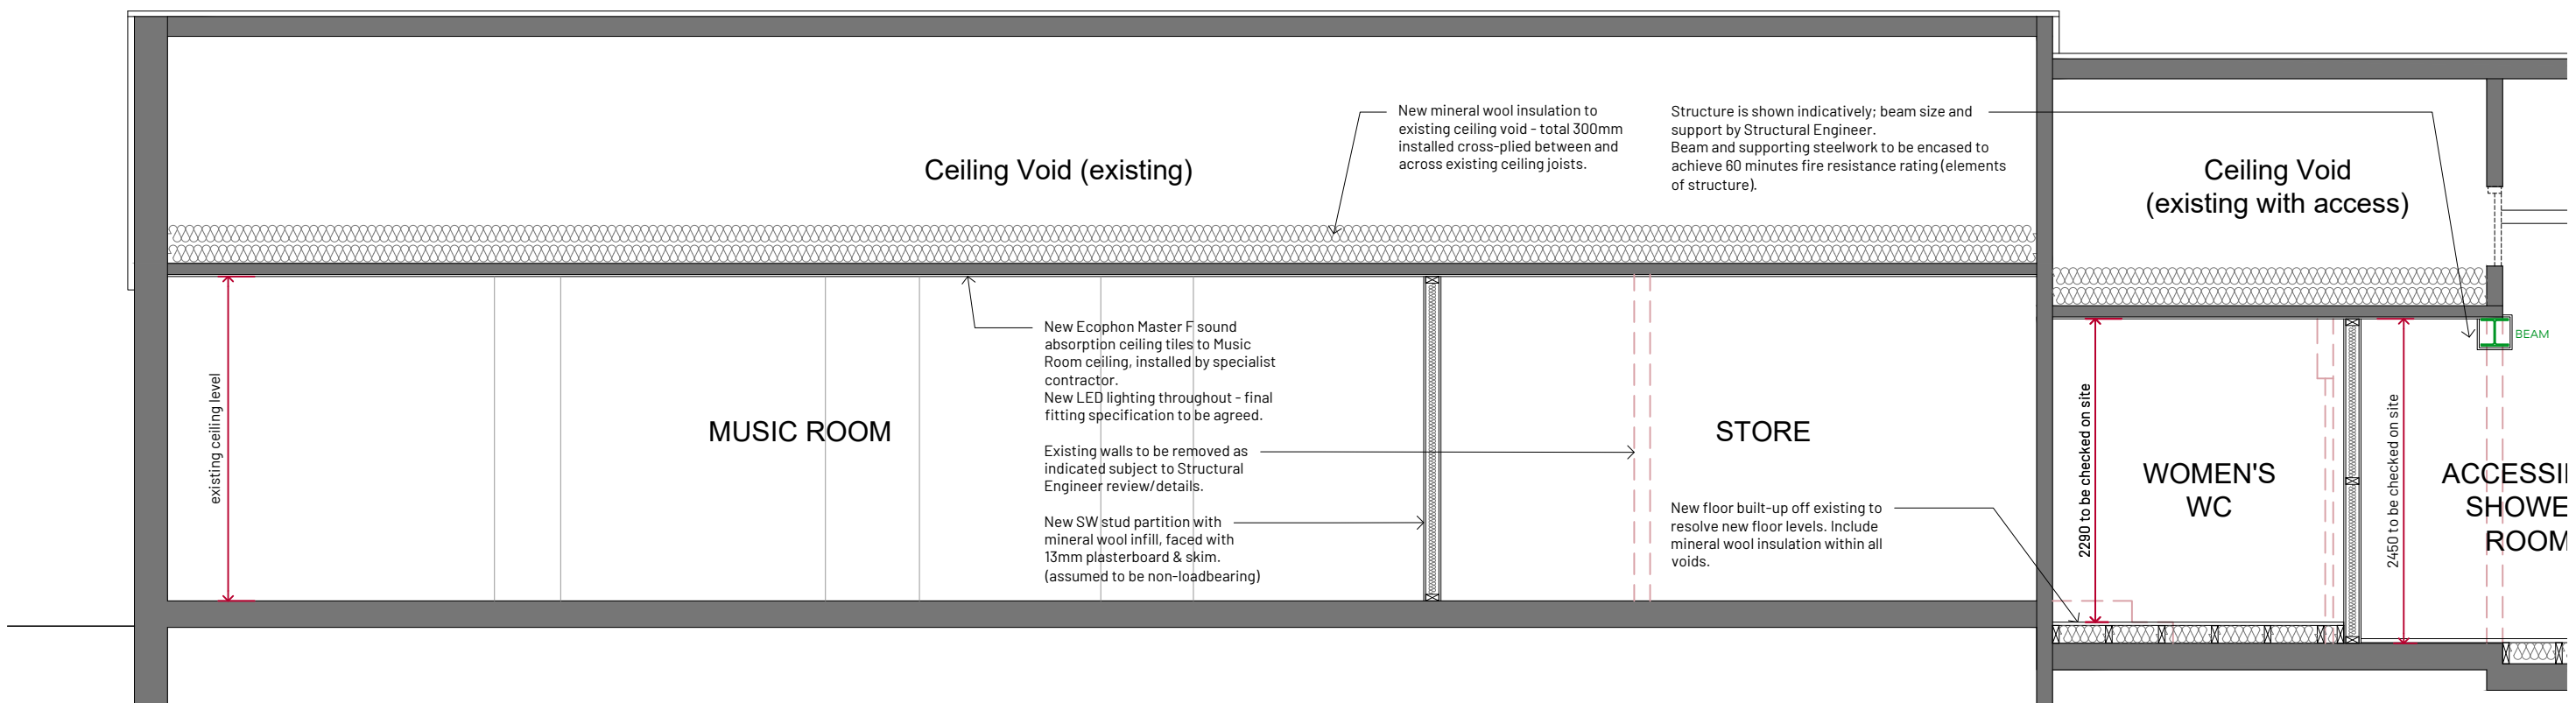 New mineral wool insulation to
existing ceiling void - total 300mm
installed cross-plied between and
across existing ceiling joists.
Structure is shown indicatively; beam size and
support by Structural Engineer.
Beam and supporting steelwork to be encased to
achieve 60 minutes fire resistance rating (elements
of structure).
Ceiling Void (existing)
Ceiling Void
(existing with access)
New Ecophon Master F sound
absorption ceiling tiles to Music
Room ceiling, installed by specialist
contractor.
New LED lighting throughout - final
fitting specification to be agreed.
BEAM
existing ceiling level
MUSIC ROOM
Existing walls to be removed as
indicated subject to Structural
Engineer review/details.
New SW stud partition with
mineral wool infill, faced with
13mm plasterboard & skim.
(assumed to be non-loadbearing)
STORE
New floor built-up off existing to
resolve new floor levels. Include
mineral wool insulation within all
voids.
2290 to be checked on site
WOMEN'S
WC
2450 to be checked on site
ACCESSI
SHOWE
ROOM